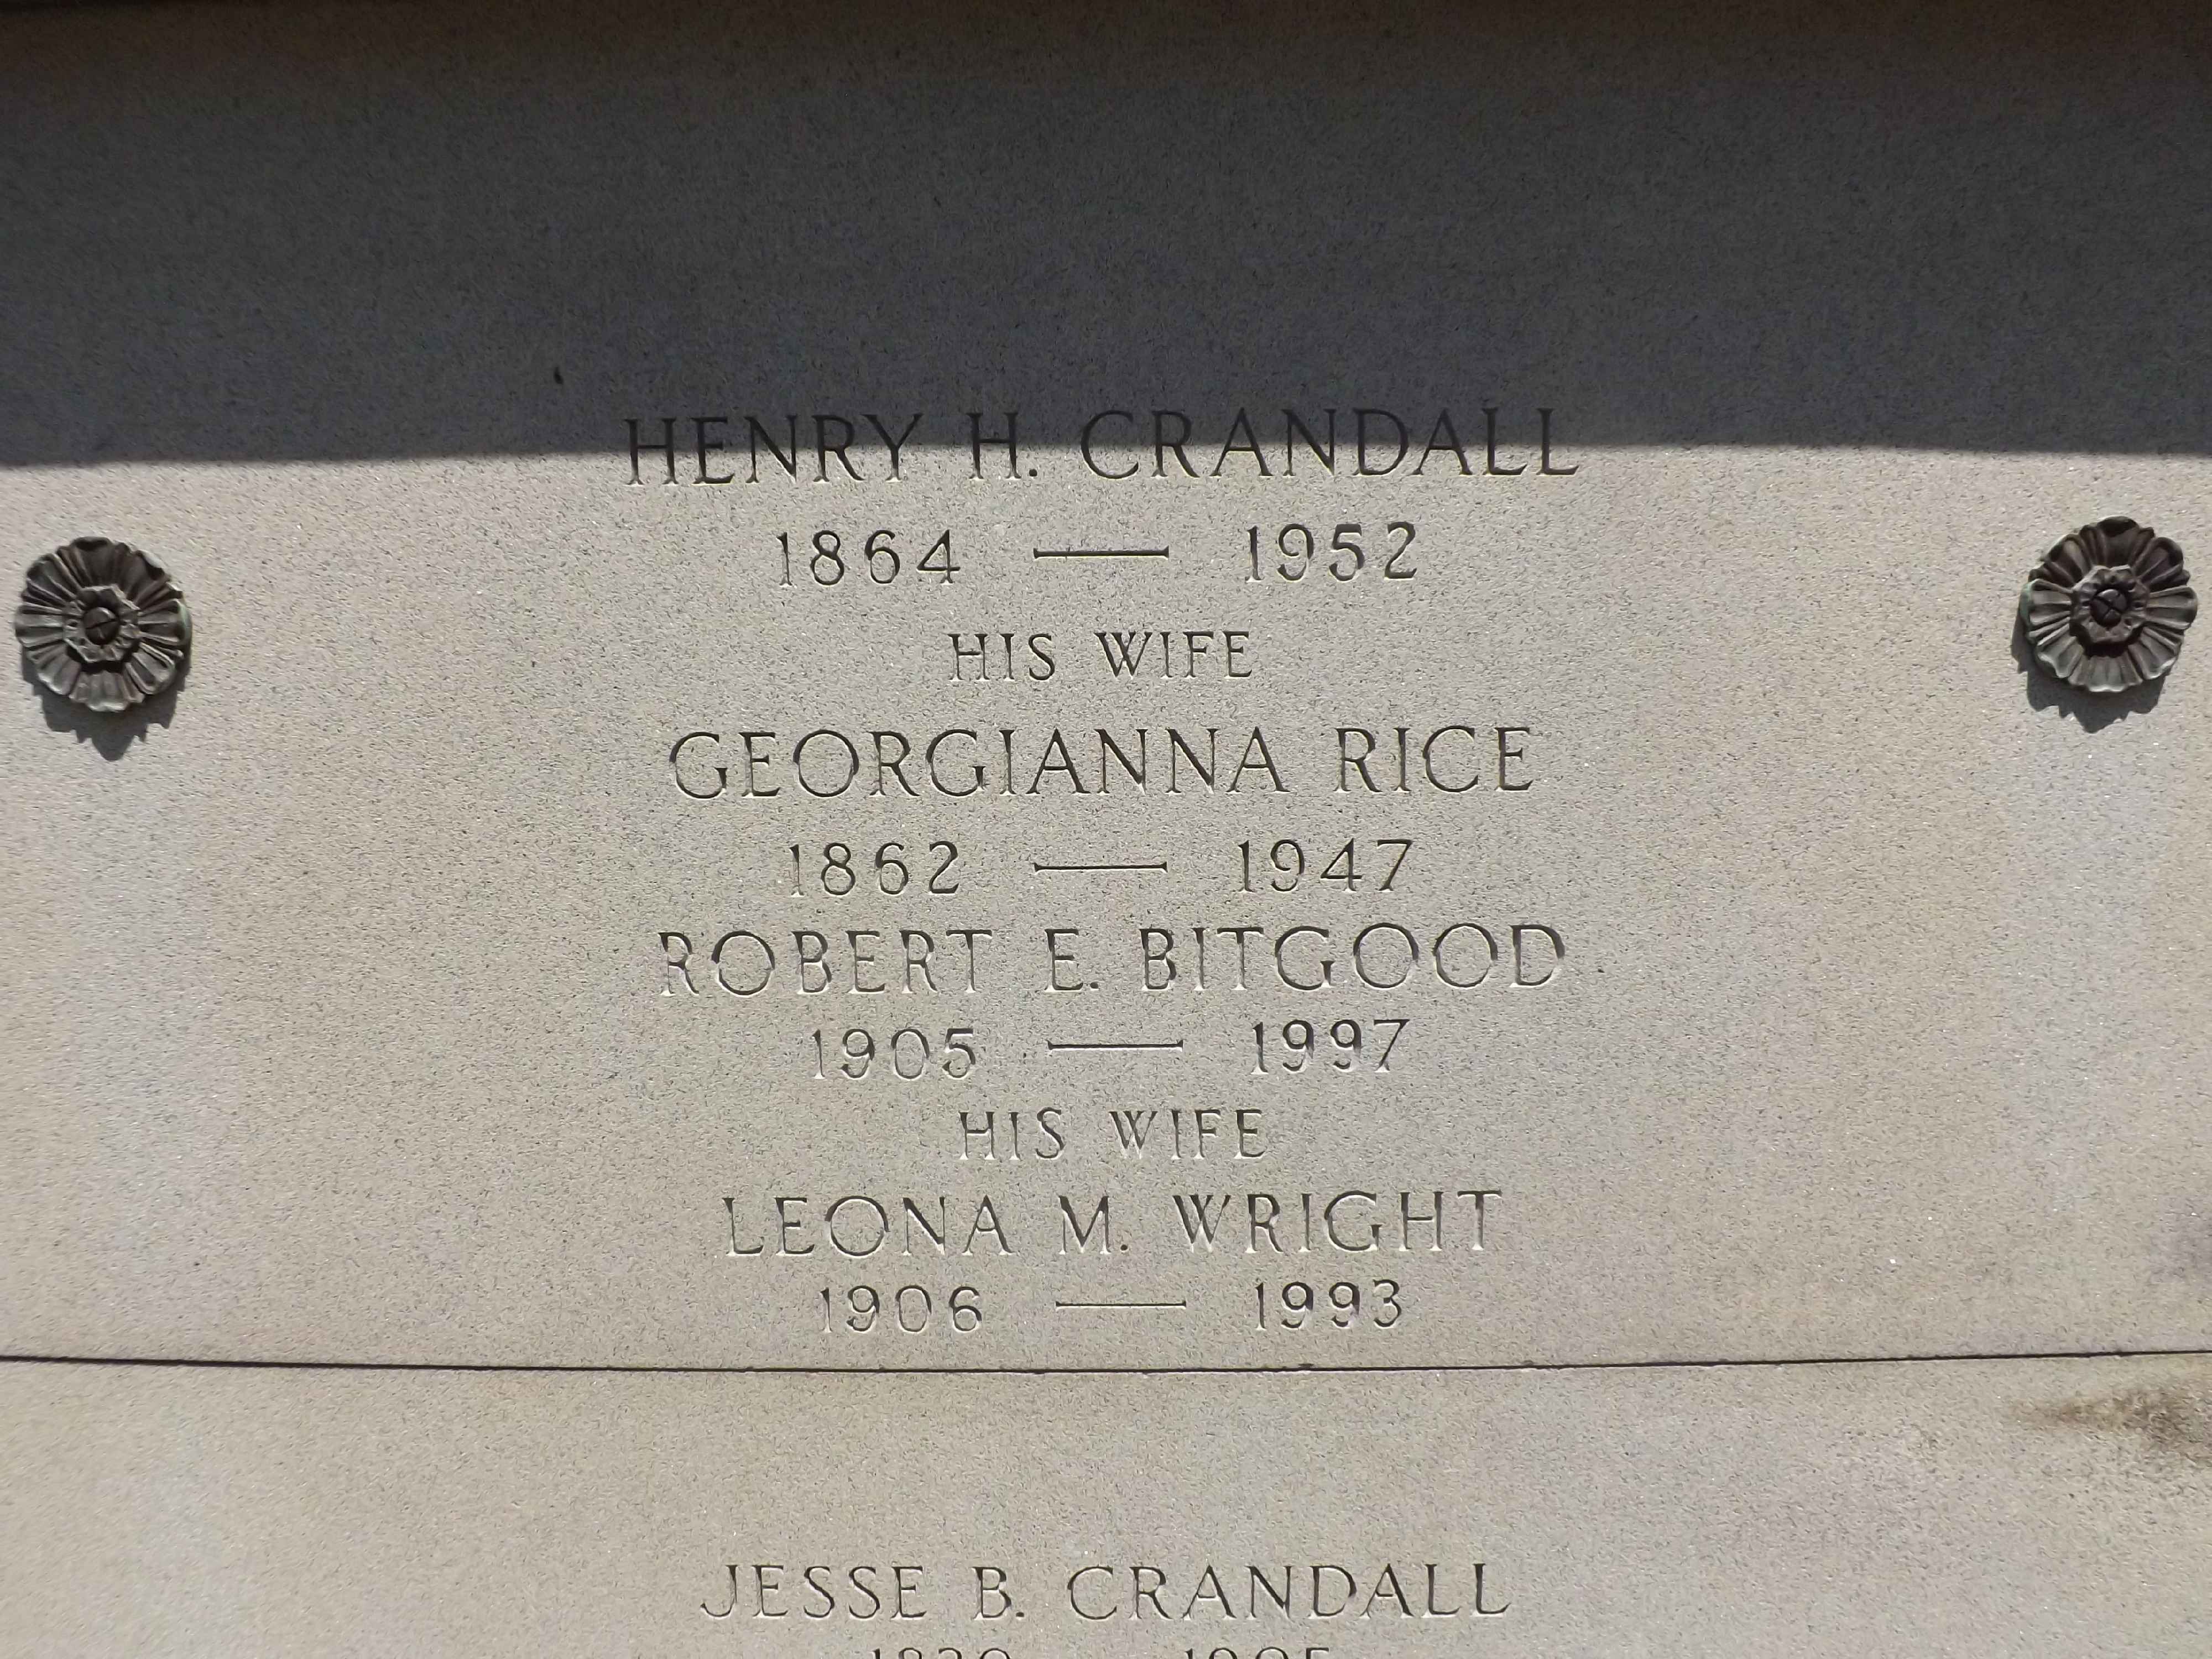 HENRY H. CRANDALL
1864 — 1952
HIS WIFE
GEORGIANNA RICE
1862 — 1947
ROBERT E. BITGOOD
1905 — 1997
HIS WIFE
LEONA M. WRIGHT
1906 — 1993
JESSE B. CRANDALL